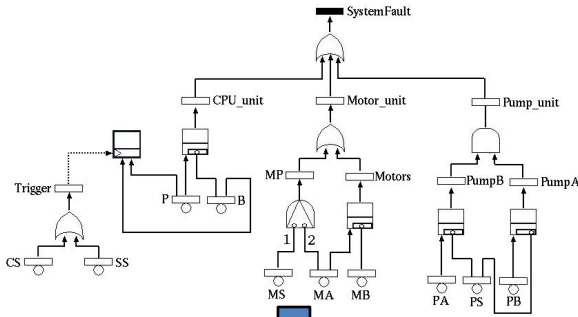 SystemFault
CPU_unit
Motor_unit
Pump_unit
Trigger
P
B
MP
Motors
PumpB
PumpA
1
2
CS
SS
MS
MA
MB
PA
PS
PB